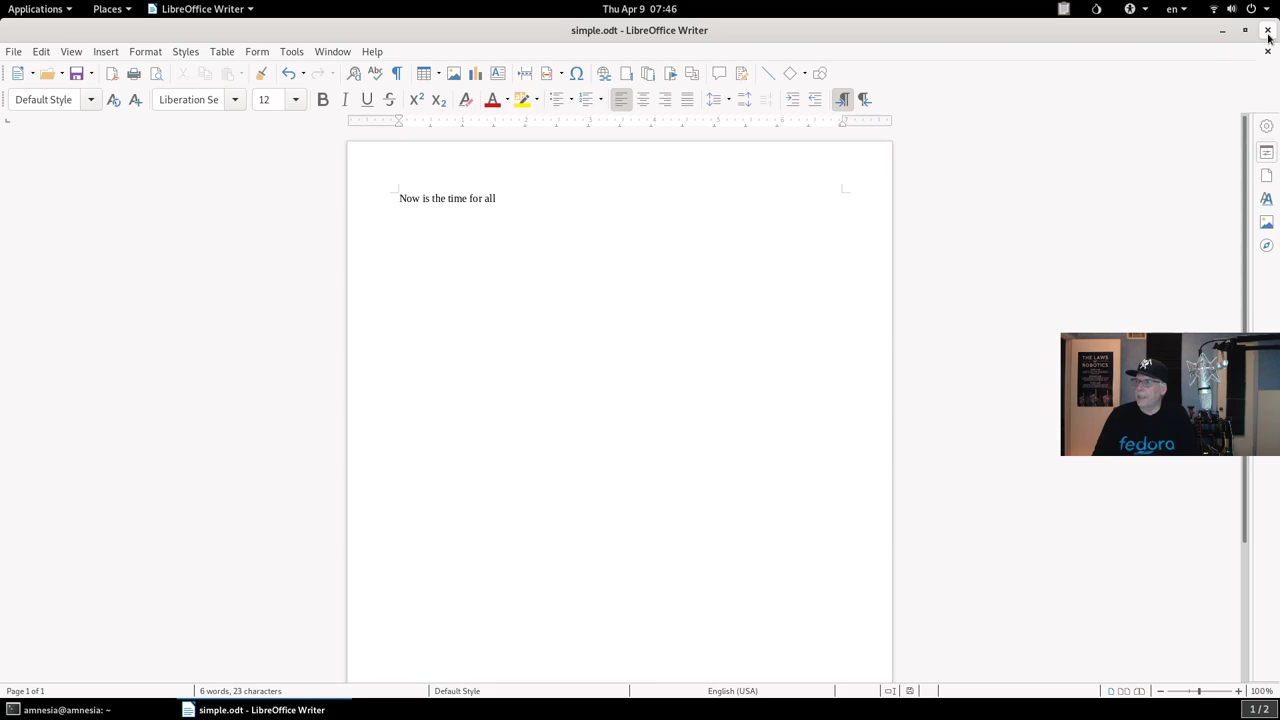 Applications
Places
LibreOffice Writer
Thu Apr 9 07:46
en
simple.odt - LibreOffice Writer
File Edit View Insert Format Styles Table Form Tools Window Help
Default Style
Liberation Se
12
Now is the time for all
THE LAWS
OF
ROBOTICS
fedora
Page 1 of 1
6 words, 23 characters
Default Style
English (USA)
100%
amnesia@amnesia: ~
simple.odt - LibreOffice Writer
1 / 2